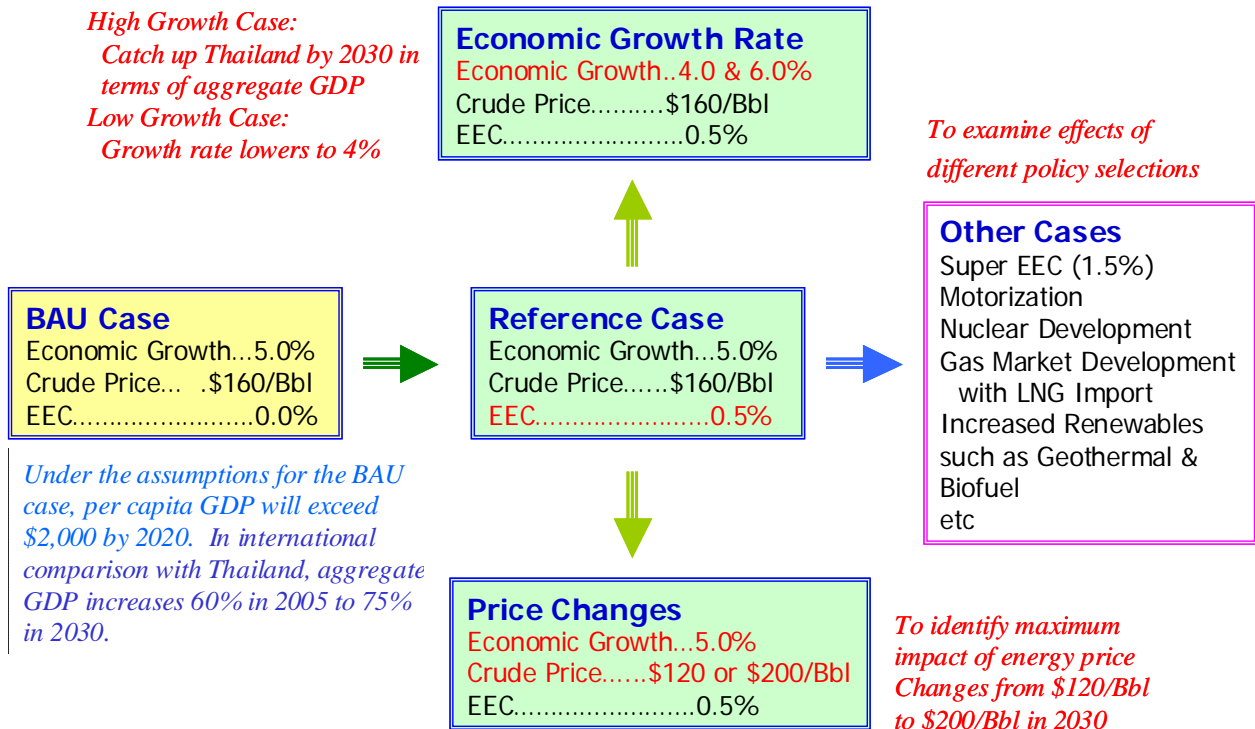 High Growth Case:
Catch up Thailand by 2030 in
terms of aggregate GDP
Low Growth Case:
Growth rate lowers to 4%
Economic Growth Rate
Economic Growth..4.0 & 6.0%
Crude Price..........$160/Bbl
EEC........................0.5%
To examine effects of
different policy selections
BAU Case
Economic Growth...5.0%
Crude Price... .$160/Bbl
EEC........................0.0%
Reference Case
Economic Growth...5.0%
Crude Price......$160/Bbl
EEC.......................0.5%
Other Cases
Super EEC (1.5%)
Motorization
Nuclear Development
Gas Market Development
with LNG Import
Increased Renewables
such as Geothermal &
Biofuel
etc
Under the assumptions for the BAU
case, per capita GDP will exceed
$2,000 by 2020. In international
comparison with Thailand, aggregate
GDP increases 60% in 2005 to 75%
in 2030.
Price Changes
Economic Growth...5.0%
Crude Price......$120 or $200/Bbl
EEC........................0.5%
To identify maximum
impact of energy price
Changes from $120/Bbl
to $200/Bbl in 2030